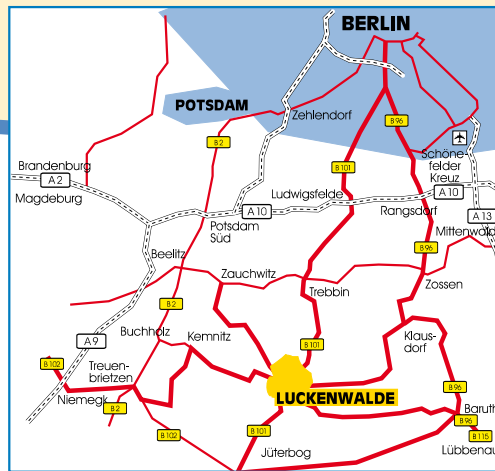 BERLIN
POTSDAM
Zehlendorf
B 2
B 96
B 101
Schöne-
felder
Kreuz
Brandenburg
A 2
Magdeburg
Ludwigsfelde
A 10
A 10
Rangsdorf
A 13
Potsdam
Süd
Mittenwald
Beelitz
B 96
Zauchwitz
Trebbin
Zossen
B 2
Buchholz
Kemnitz
B 101
Klaus-
dorf
A 9
B 102
Treuen-
brietzen
Niemegk
B 2
LUCKENWALDE
B 96
Baruth
B 96
B 115
B 102
B 101
Jüterbog
Lübbenau